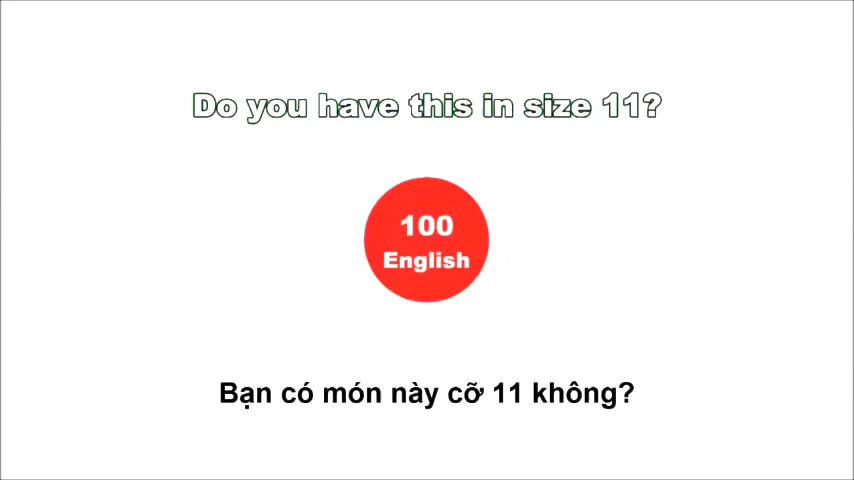 Do you have this in size 11?
100
English
Bạn có món này cỡ 11 không?